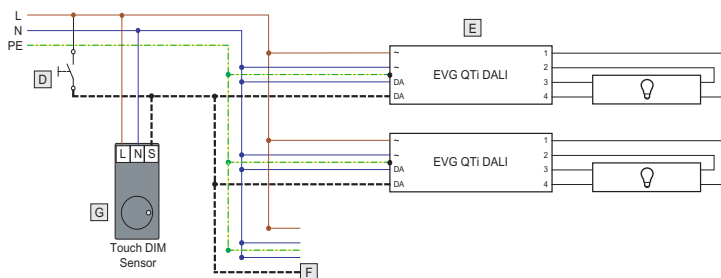 L
N
PE
D
E
~
~
DA
DA
EVG QTi DALI
1
2
3
4
~
~
DA
DA
EVG QTi DALI
1
2
3
4
L N S
G
Touch DIM
Sensor
F